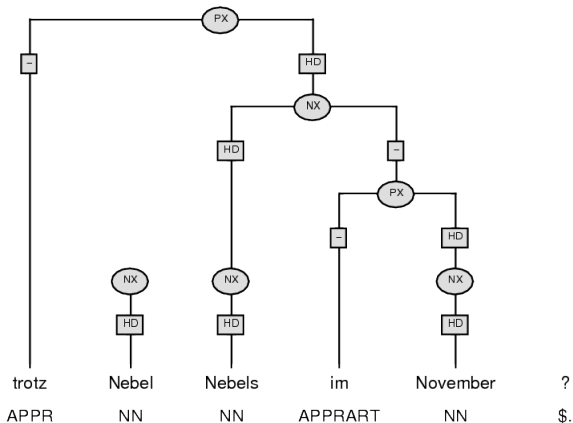 PX
– HD
NX
HD –
PX
– HD
NX NX NX
HD HD HD
trotz Nebel Nebels im November ?
APPR NN NN APPRART NN $.